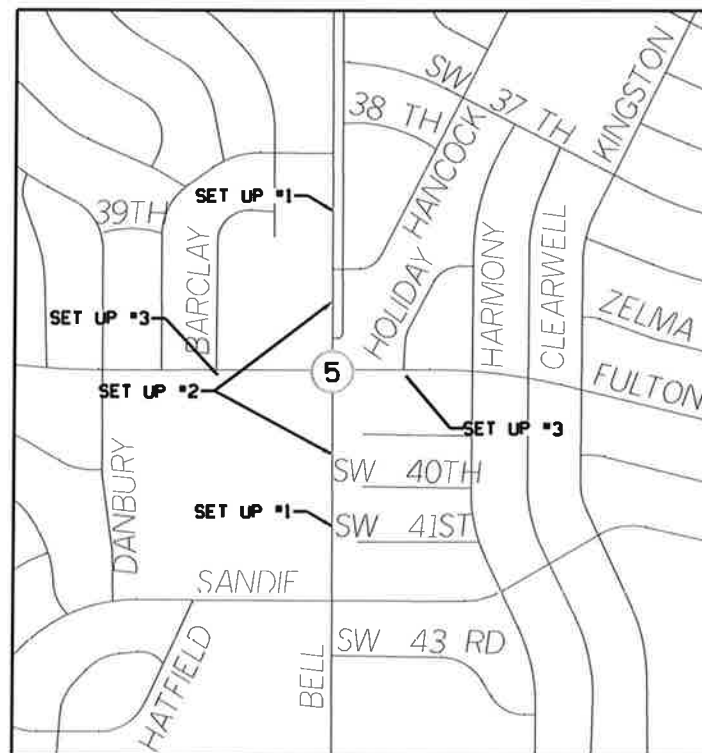 SW 37 TH
KINGSTON
38 TH
HANCOCK
SET UP #1
39TH
BARCLAY
HOLIDAY
HARMONY
CLEARWELL
ZELMA
SET UP #3
5
FULTON
SET UP #2
SET UP #3
SW 40TH
DANBURY
SET UP #1
SW 41ST
SANDIF
HATFIELD
BELL
SW 43 RD